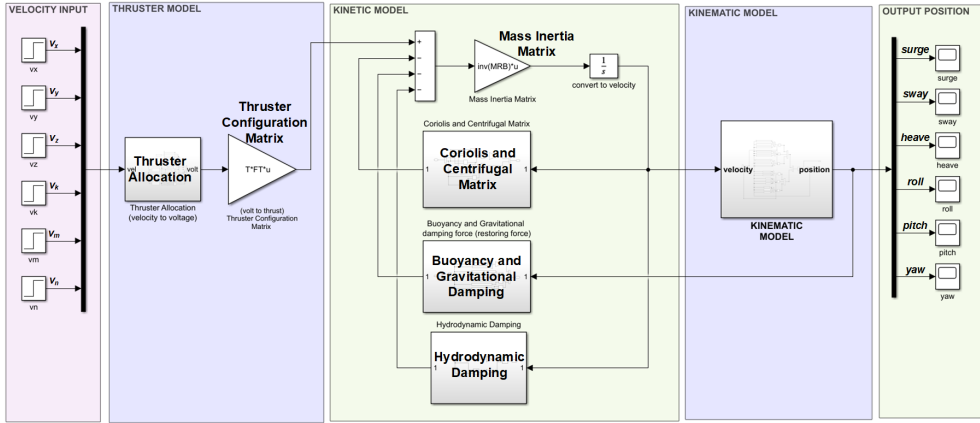 VELOCITY INPUT
THRUSTER MODEL
KINETIC MODEL
KINEMATIC MODEL
OUTPUT POSITION
Vx
vx
Vy
vy
Vz
vz
Vk
vk
Vm
vm
Vn
vn
Thruster
Allocation
vel
volt
Thruster Allocation
(velocity to voltage)
Thruster
Configuration
Matrix
T*FT*u
(volt to thrust)
Thruster Configuration
Matrix
+
−
−
−
Mass Inertia
Matrix
inv(MRB)*u
Mass Inertia Matrix
1
s
convert to velocity
Coriolis and Centrifugal Matrix
Coriolis and
Centrifugal
Matrix
1
1
Buoyancy and Gravitational
damping force (restoring force)
Buoyancy and
Gravitational
Damping
1
1
Hydrodynamic Damping
Hydrodynamic
Damping
1
1
velocity
position
KINEMATIC
MODEL
surge
surge
sway
sway
heave
heave
roll
roll
pitch
pitch
yaw
yaw